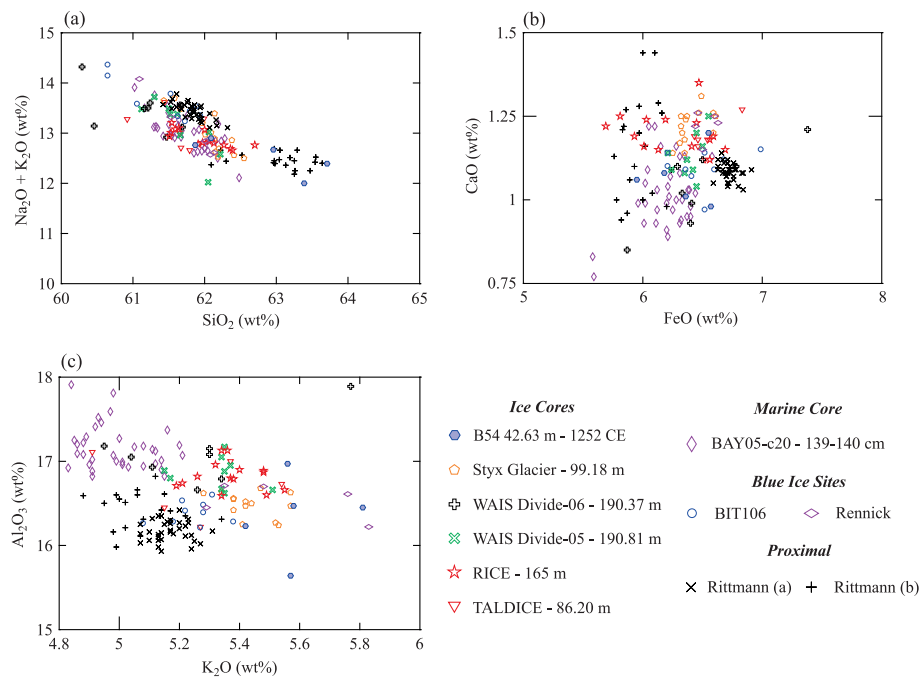 (a)
15
14
13
12
11
10
Na₂O + K₂O (wt%)
60 61 62 63 64 65
SiO₂ (wt%)
(b)
1.5
1.25
1
0.75
CaO (wt%)
5 6 7 8
FeO (wt%)
(c)
18
17
16
15
Al₂O₃ (wt%)
4.8 5 5.2 5.4 5.6 5.8 6
K₂O (wt%)
Ice Cores
B54 42.63 m - 1252 CE
Styx Glacier - 99.18 m
WAIS Divide-06 - 190.37 m
WAIS Divide-05 - 190.81 m
RICE - 165 m
TALDICE - 86.20 m
Marine Core
BAY05-c20 - 139-140 cm
Blue Ice Sites
BIT106 Rennick
Proximal
Rittmann (a) Rittmann (b)